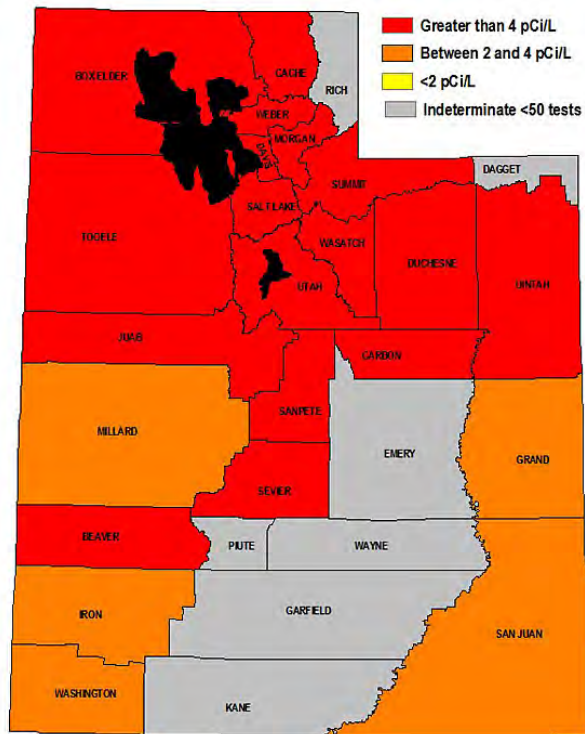 Greater than 4 pCi/L
Between 2 and 4 pCi/L
<2 pCi/L
Indeterminate <50 tests
BOXELDER
CACHE
RICH
WEBER
MORGAN
DAVIS
DAGGET
SUMMIT
SALT LAKE
TOOELE
WASATCH
DUCHESNE
UINTAH
UTAH
JUAB
CARBON
SANPETE
MILLARD
EMERY
GRAND
SEVIER
BEAVER
PIUTE
WAYNE
IRON
GARFIELD
SAN JUAN
WASHINGTON
KANE